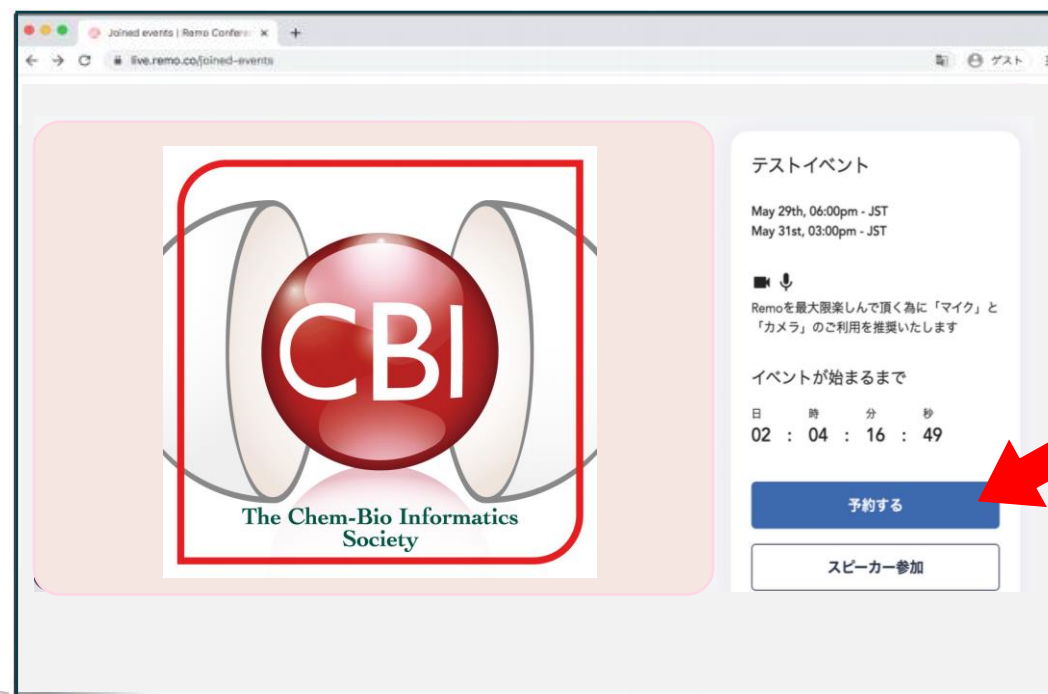 Joined events | Remo Confere
live.remo.co/joined-events
ゲスト
CBI
The Chem-Bio Informatics
Society
テストイベント
May 29th, 06:00pm - JST
May 31st, 03:00pm - JST
Remoを最大限楽しんで頂く為に「マイク」と
「カメラ」のご利用を推奨いたします
イベントが始まるまで
日 時 分 秒
02 : 04 : 16 : 49
予約する
スピーカー参加